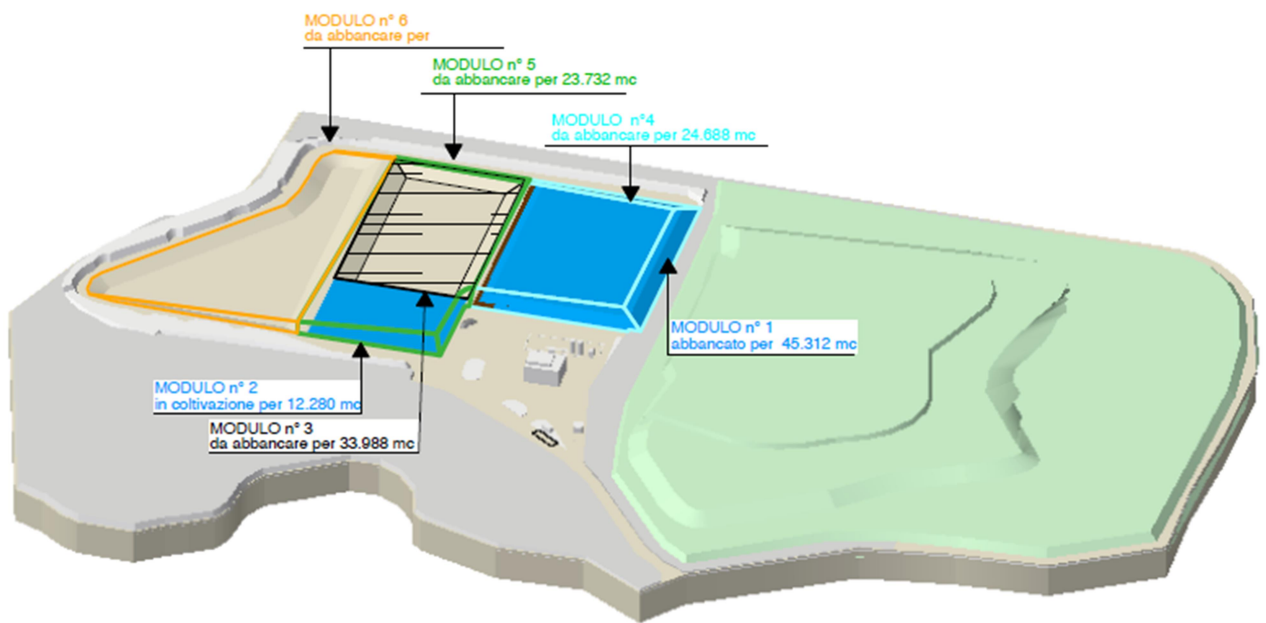 MODULO n° 6
da abbancare per
MODULO n° 5
da abbancare per 23.732 mc
MODULO n°4
da abbancare per 24.688 mc
MODULO n° 1
abbancato per 45.312 mc
MODULO n° 2
in coltivazione per 12.280 mc
MODULO n° 3
da abbancare per 33.988 mc